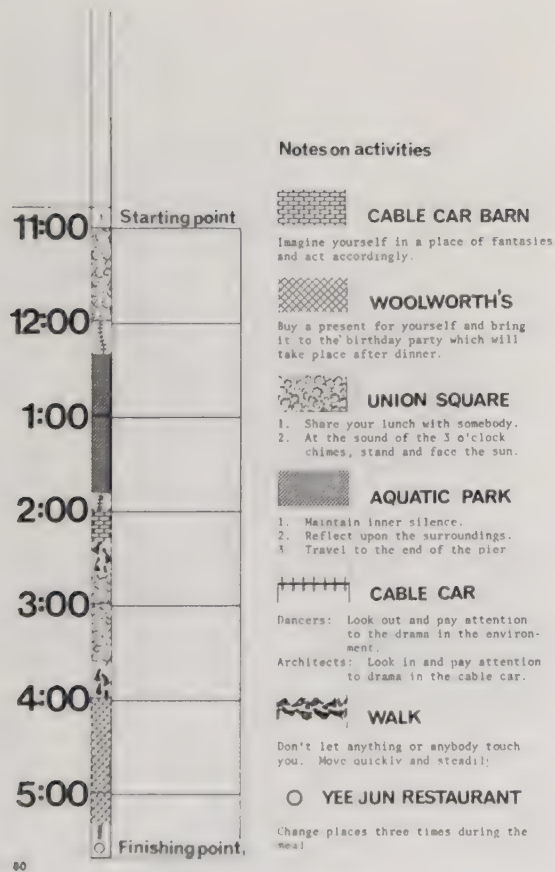 Notes on activities
11:00
Starting point
12:00
1:00
2:00
3:00
4:00
5:00
Finishing point.
CABLE CAR BARN
Imagine yourself in a place of fantasies
and act accordingly.
WOOLWORTH'S
Buy a present for yourself and bring
it to the birthday party which will
take place after dinner.
UNION SQUARE
1. Share your lunch with somebody.
2. At the sound of the 3 o'clock
chimes, stand and face the sun.
AQUATIC PARK
1. Maintain inner silence.
2. Reflect upon the surroundings.
3 Travel to the end of the pier
CABLE CAR
Dancers: Look out and pay attention
to the drama in the environ-
ment.
Architects: Look in and pay attention
to drama in the cable car.
WALK
Don't let anything or anybody touch
you. Move quickly and steadily
YEE JUN RESTAURANT
Change places three times during the
meal
80